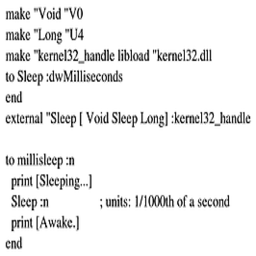 make "Void "V0
make "Long "U4
make "kernel32_handle libload "kernel32.dll
to Sleep :dwMilliseconds
end
external "Sleep [ Void Sleep Long] :kernel32_handle
to millisleep :n
print [Sleeping...]
Sleep :n ; units: 1/1000th of a second
print [Awake.]
end